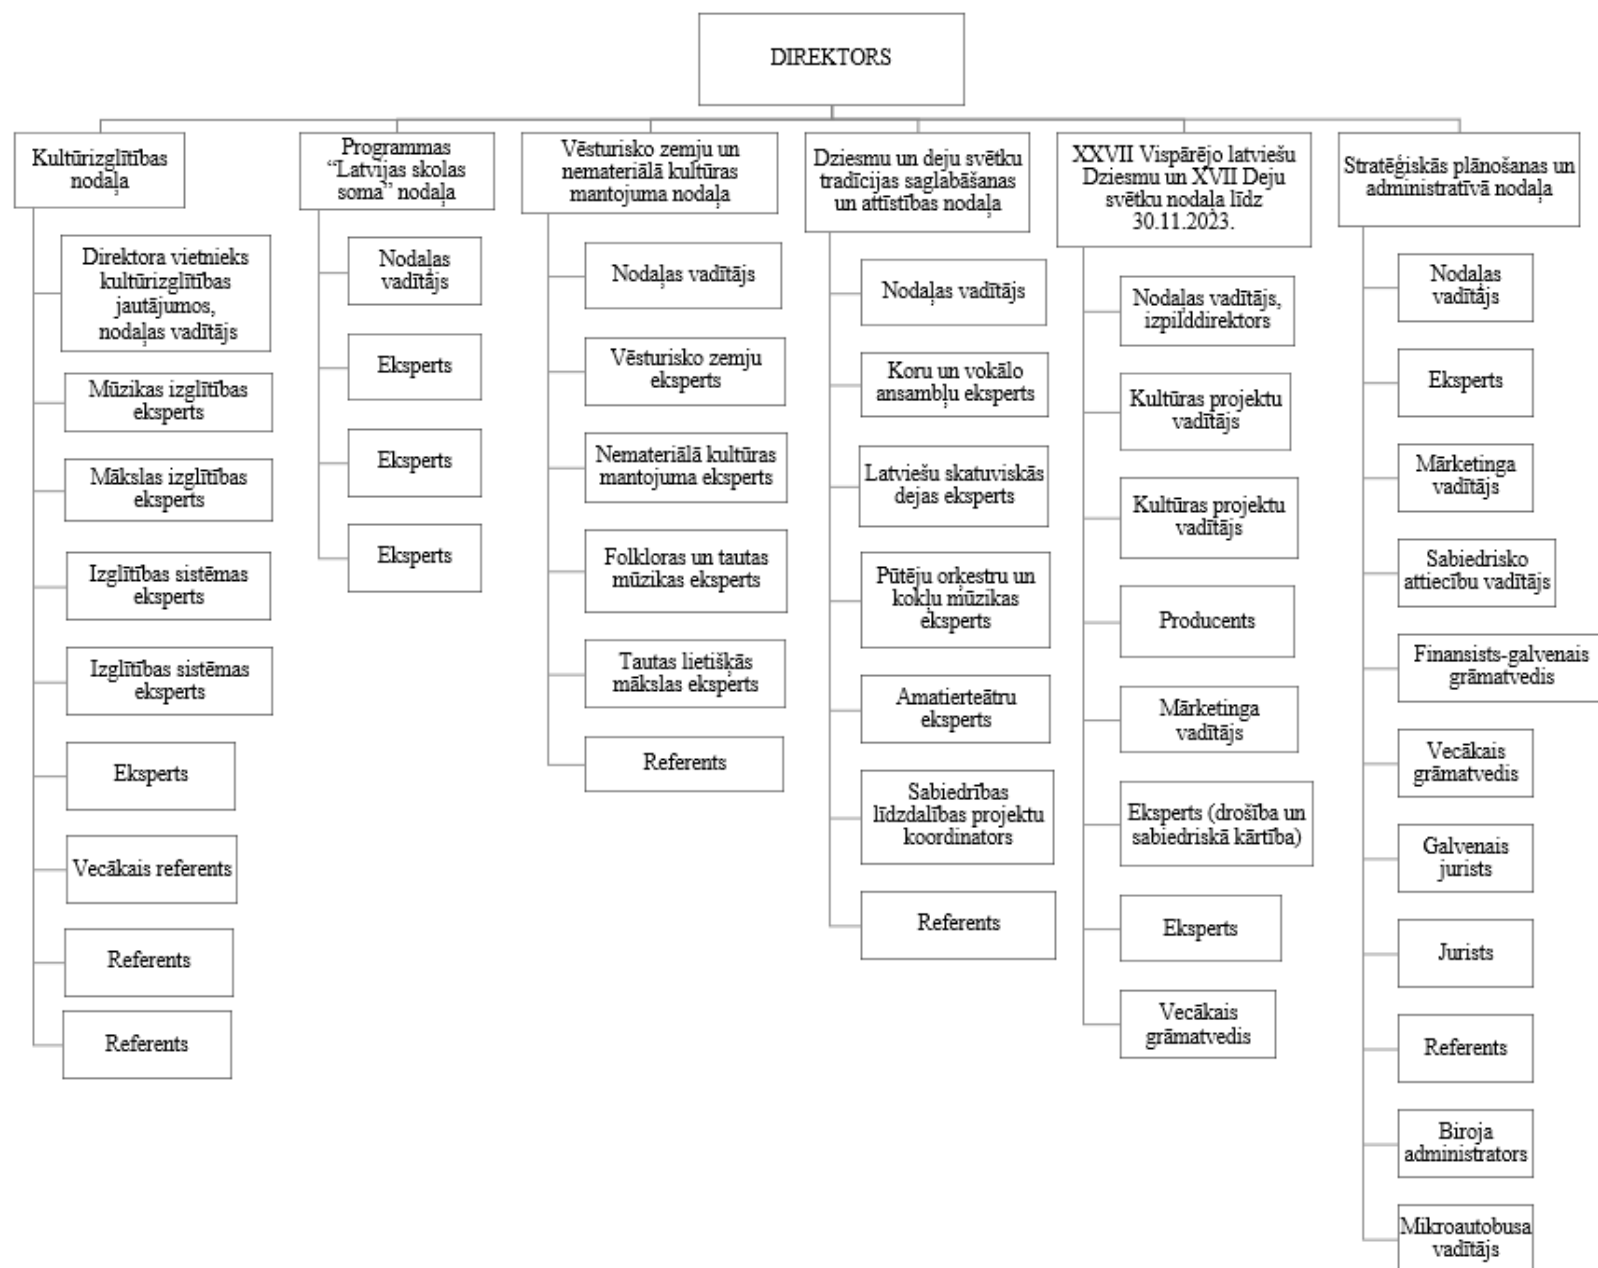 DIREKTORS
Kultūrizglītības
nodaļa
Direktora vietnieks
kultūrizglītības
jautājumos,
nodaļas vadītājs
Mūzikas izglītības
eksperts
Mākslas izglītības
eksperts
Izglītības sistēmas
eksperts
Izglītības sistēmas
eksperts
Eksperts
Vecākais referents
Referents
Referents
Programmas
“Latvijas skolas
soma” nodaļa
Nodaļas
vadītājs
Eksperts
Eksperts
Eksperts
Vēsturisko zemju un
nemateriālā kultūras
mantojuma nodaļa
Nodaļas vadītājs
Vēsturisko zemju
eksperts
Nemateriālā kultūras
mantojuma eksperts
Folkloras un tautas
mūzikas eksperts
Tautas lietišķās
mākslas eksperts
Referents
Dziesmu un deju svētku
tradīcijas saglabāšanas
un attīstības nodaļa
Nodaļas vadītājs
Koru un vokālo
ansambļu eksperts
Latviešu skatuviskās
dejas eksperts
Pūtēju orķestru un
kokļu mūzikas
eksperts
Amatierteātru
eksperts
Sabiedrības
līdzdalības projektu
koordinators
Referents
XXVII Vispārējo latviešu
Dziesmu un XVII Deju
svētku nodaļa līdz
30.11.2023.
Nodaļas vadītājs,
izpilddirektors
Kultūras projektu
vadītājs
Kultūras projektu
vadītājs
Producents
Mārketinga
vadītājs
Eksperts (drošība un
sabiedriskā kārtība)
Eksperts
Vecākais
grāmatvedis
Stratēģiskās plānošanas un
administratīvā nodaļa
Nodaļas
vadītājs
Eksperts
Mārketinga
vadītājs
Sabiedrisko
attiecību vadītājs
Finansists-galvenais
grāmatvedis
Vecākais
grāmatvedis
Galvenais
jurists
Jurists
Referents
Biroja
administrators
Mikroautobusa
vadītājs